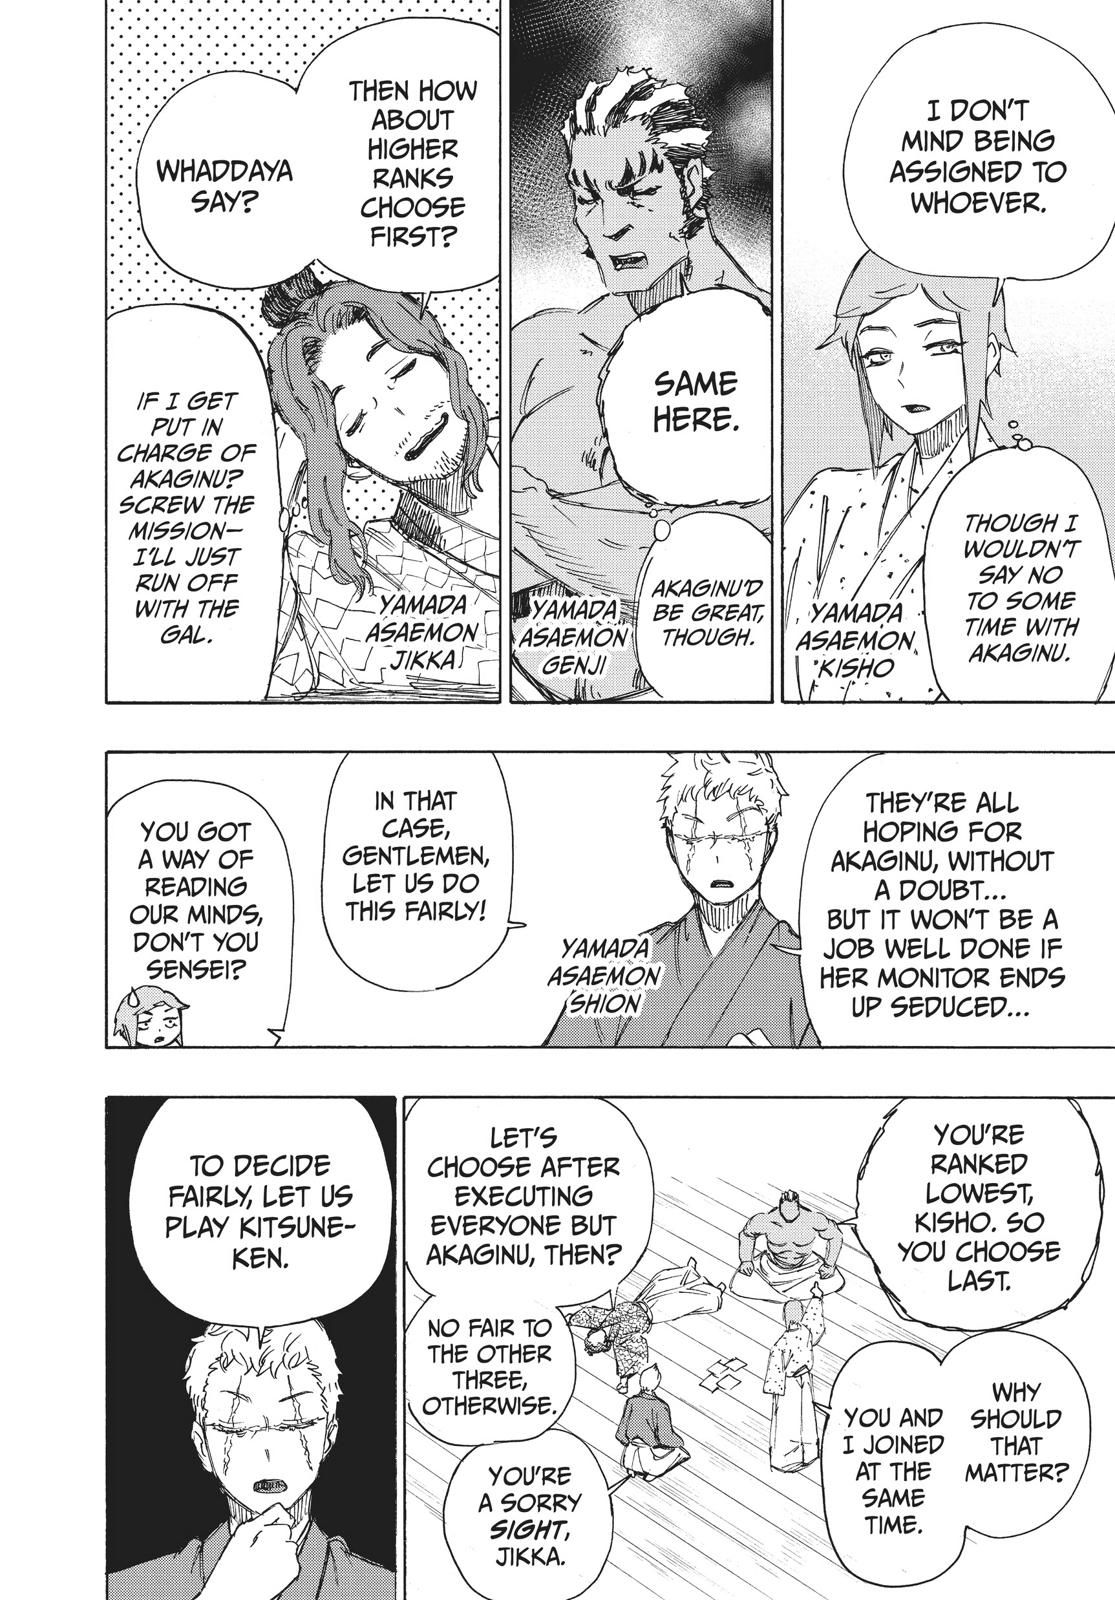 I DON'T
MIND BEING
ASSIGNED TO
WHOEVER.
THOUGH I
WOULDN'T
SAY NO
TO SOME
TIME WITH
AKAGINU.
YAMADA
ASAEMON
KISHO
SAME
HERE.
AKAGINU'D
BE GREAT,
THOUGH.
YAMADA
ASAEMON
GENJI
THEN HOW
ABOUT
HIGHER
RANKS
CHOOSE
FIRST?
WHADDAYA
SAY?
IF I GET
PUT IN
CHARGE OF
AKAGINU?
SCREW THE
MISSION–
I'LL JUST
RUN OFF
WITH THE
GAL.
YAMADA
ASAEMON
JIKKA
THEY'RE ALL
HOPING FOR
AKAGINU, WITHOUT
A DOUBT...
BUT IT WON'T BE A
JOB WELL DONE IF
HER MONITOR ENDS
UP SEDUCED...
YAMADA
ASAEMON
SHION
IN THAT
CASE,
GENTLEMEN,
LET US DO
THIS FAIRLY!
YOU GOT
A WAY OF
READING
OUR MINDS,
DON'T YOU
SENSEI?
YOU'RE
RANKED
LOWEST,
KISHO. SO
YOU CHOOSE
LAST.
WHY
SHOULD
THAT
MATTER?
YOU AND
I JOINED
AT THE
SAME
TIME.
LET'S
CHOOSE AFTER
EXECUTING
EVERYONE BUT
AKAGINU, THEN?
NO FAIR TO
THE OTHER
THREE,
OTHERWISE.
YOU'RE
A SORRY
SIGHT,
JIKKA.
TO DECIDE
FAIRLY, LET US
PLAY KITSUNE-
KEN.